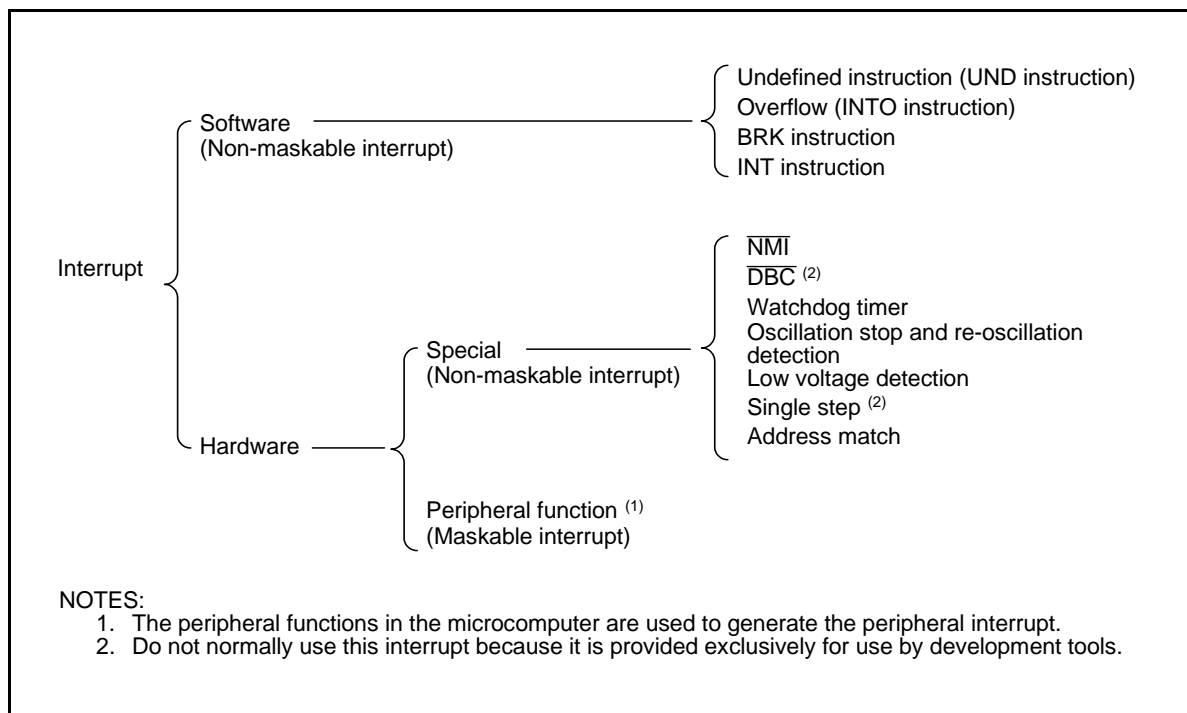 Interrupt
Software
(Non-maskable interrupt)
Undefined instruction (UND instruction)
Overflow (INTO instruction)
BRK instruction
INT instruction
Hardware
Special
(Non-maskable interrupt)
N̅M̅I̅
D̅B̅C̅ (2)
Watchdog timer
Oscillation stop and re-oscillation
detection
Low voltage detection
Single step (2)
Address match
Peripheral function (1)
(Maskable interrupt)
NOTES:
1. The peripheral functions in the microcomputer are used to generate the peripheral interrupt.
2. Do not normally use this interrupt because it is provided exclusively for use by development tools.